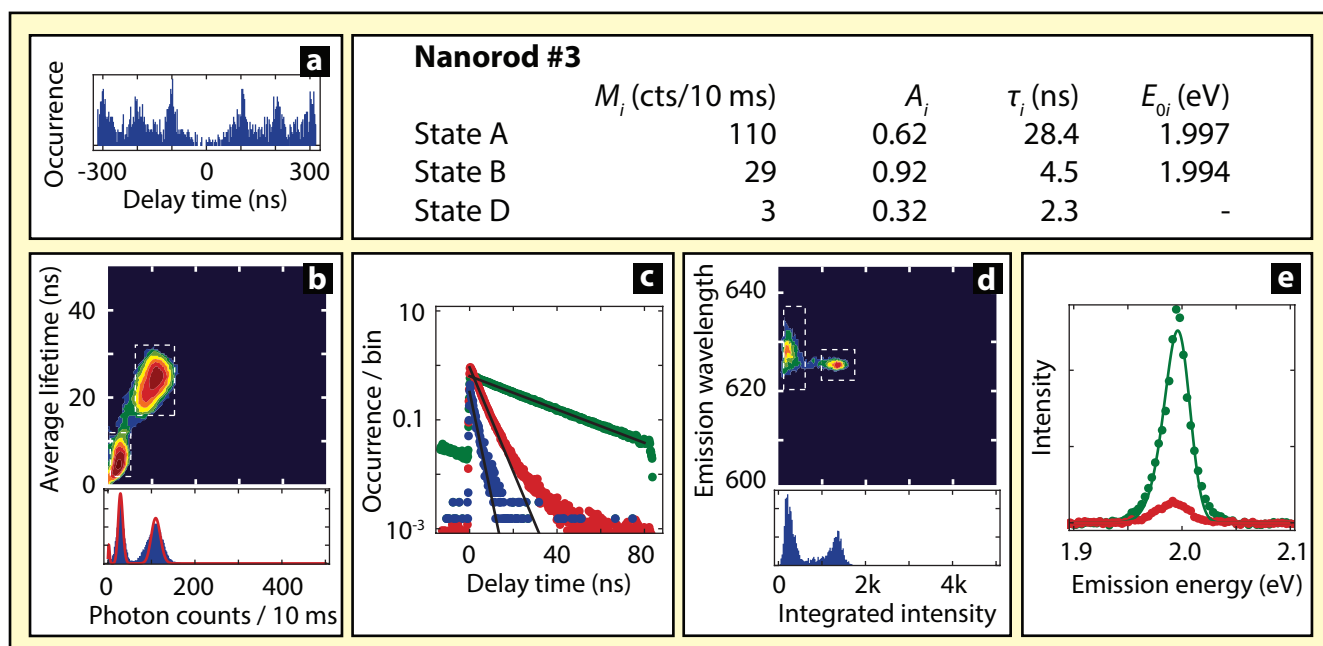 a
Occurrence
-300 0 300
Delay time (ns)
Nanorod #3
Mᵢ (cts/10 ms) Aᵢ τᵢ (ns) E₀ᵢ (eV)
State A 110 0.62 28.4 1.997
State B 29 0.92 4.5 1.994
State D 3 0.32 2.3 -
b
Average lifetime (ns)
40
20
0
0 200 400
Photon counts / 10 ms
c
Occurrence / bin
10
0.1
10⁻³
0 40 80
Delay time (ns)
d
Emission wavelength
640
620
600
0 2k 4k
Integrated intensity
e
Intensity
1.9 2.0 2.1
Emission energy (eV)